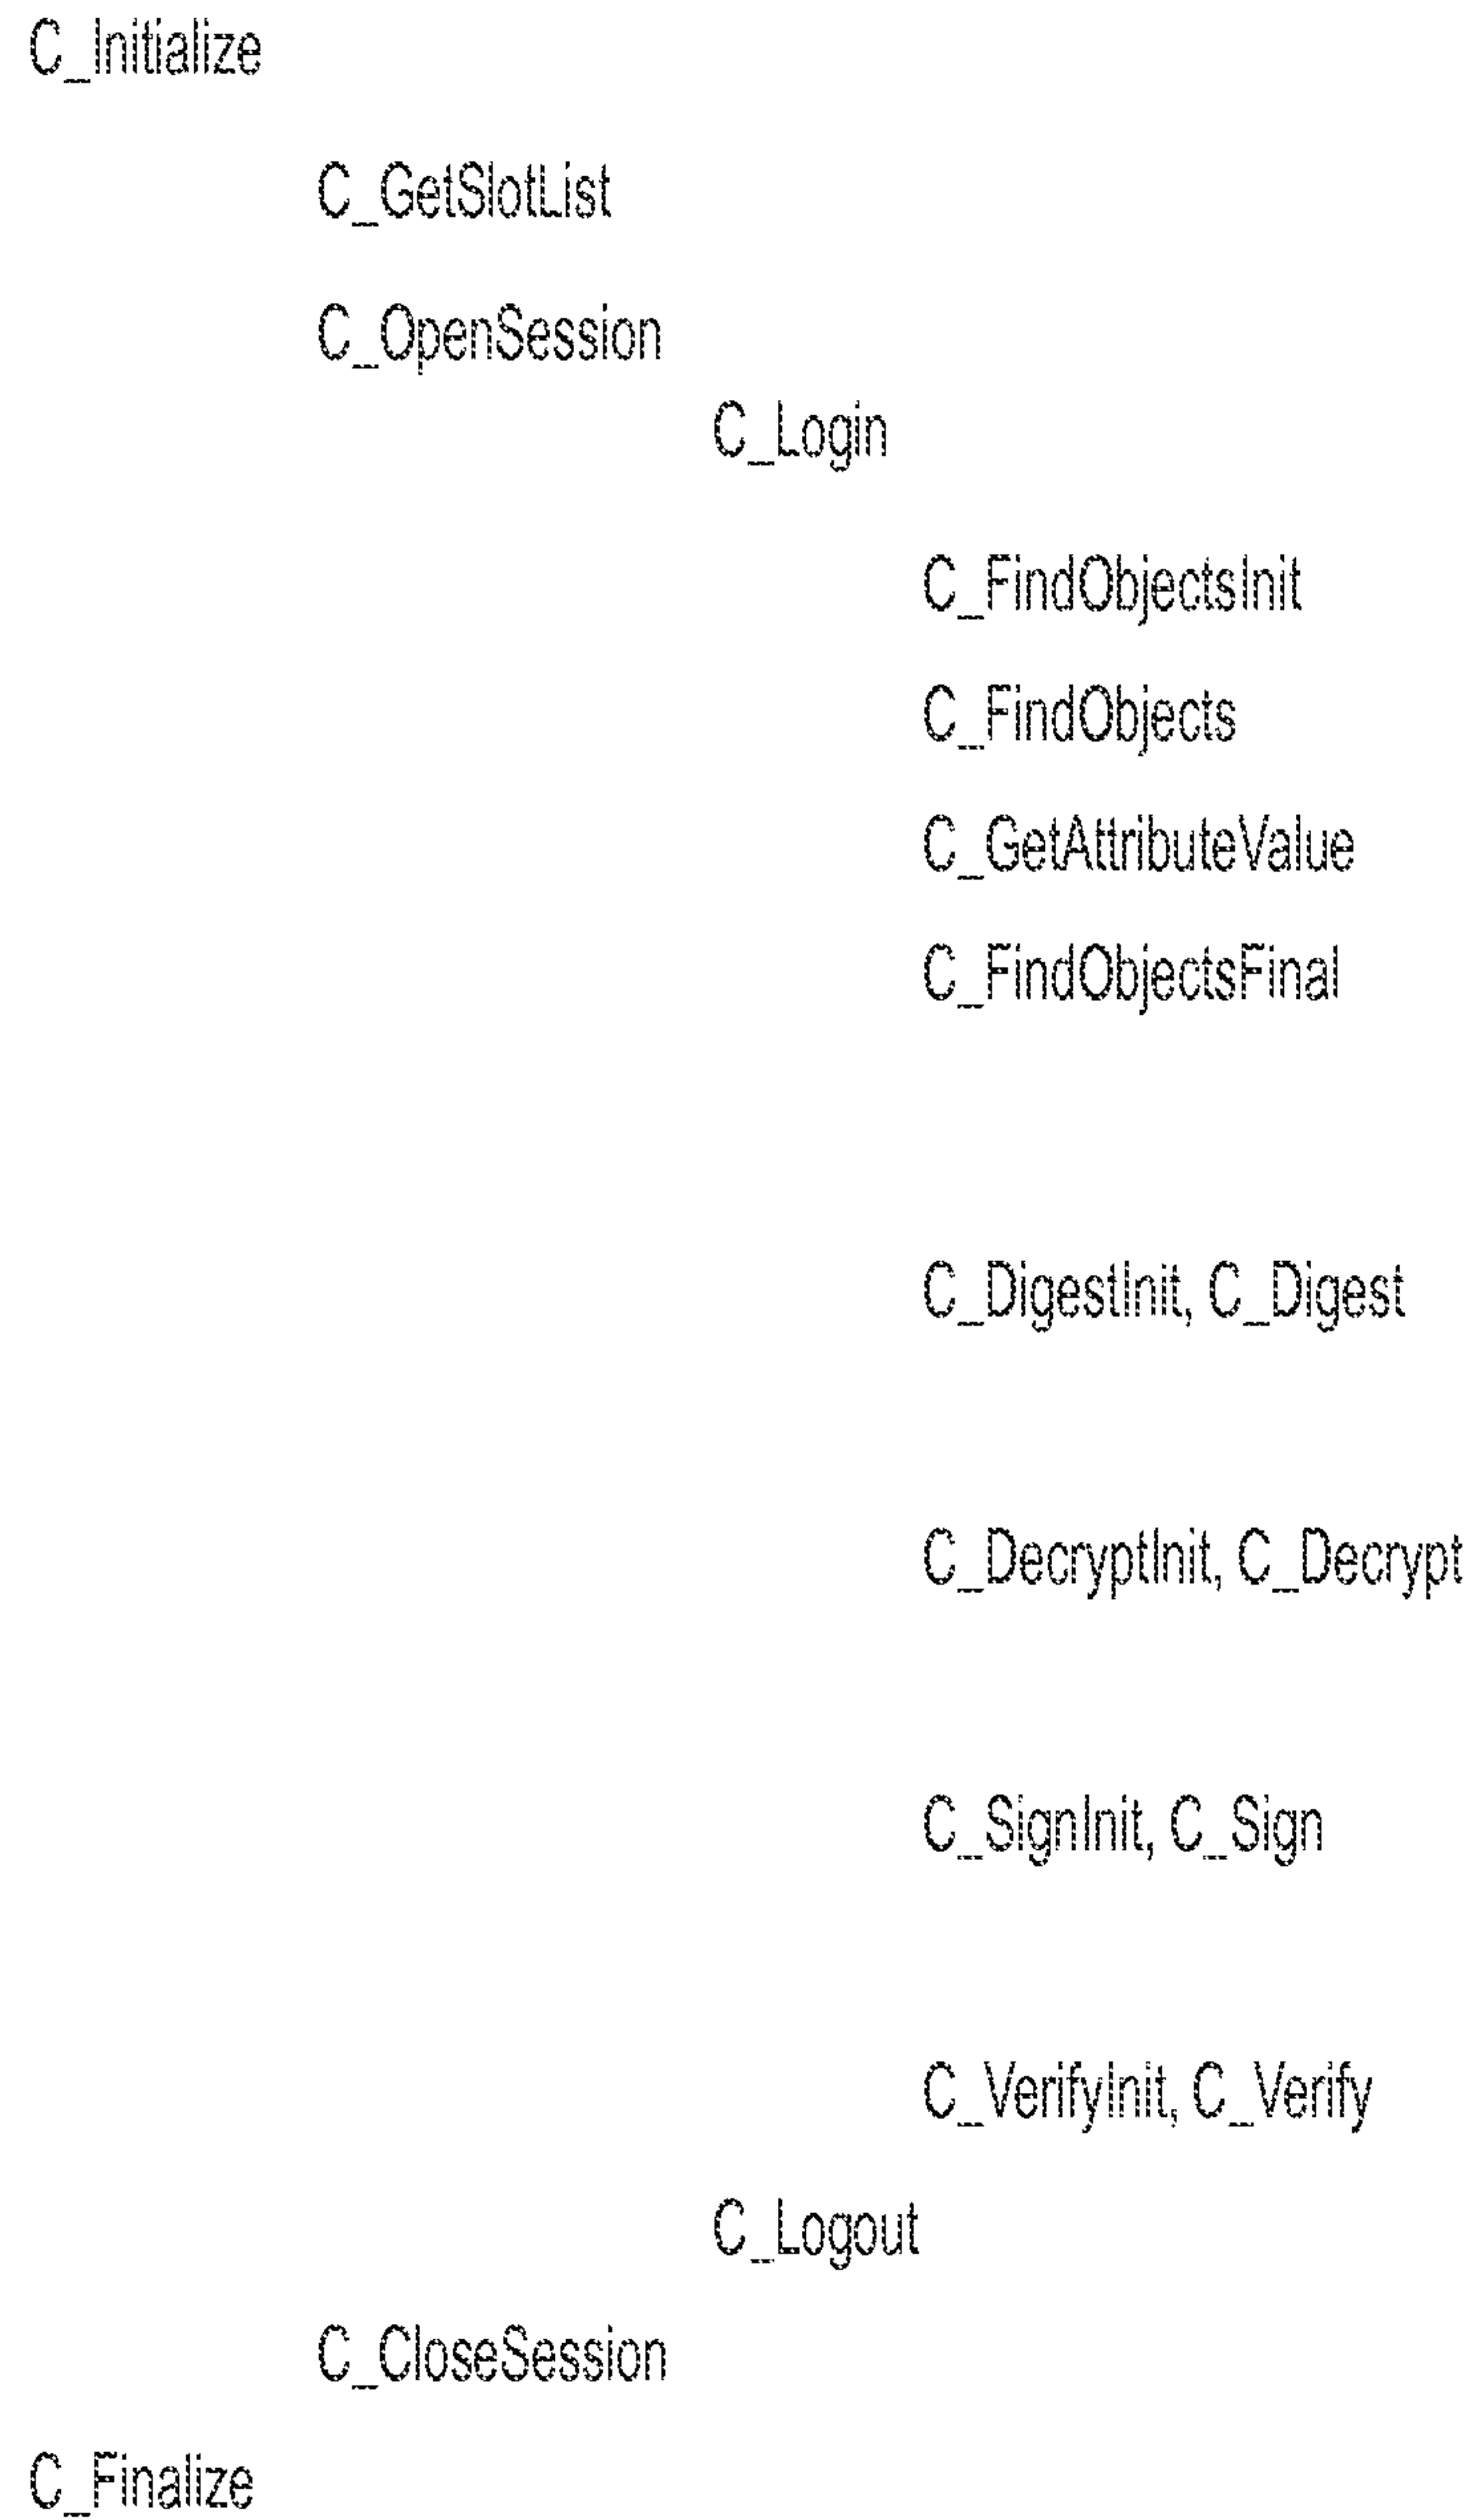 C_Initialize
C_GetSlotList
C_OpenSession
C_Login
C_FindObjectsInit
C_FindObjects
C_GetAttributeValue
C_FindObjectsFinal
C_DigestInit, C_Digest
C_DecryptInit, C_Decrypt
C_SignInit, C_Sign
C_VerifyInit, C_Verify
C_Logout
C_CloseSession
C_Finalize